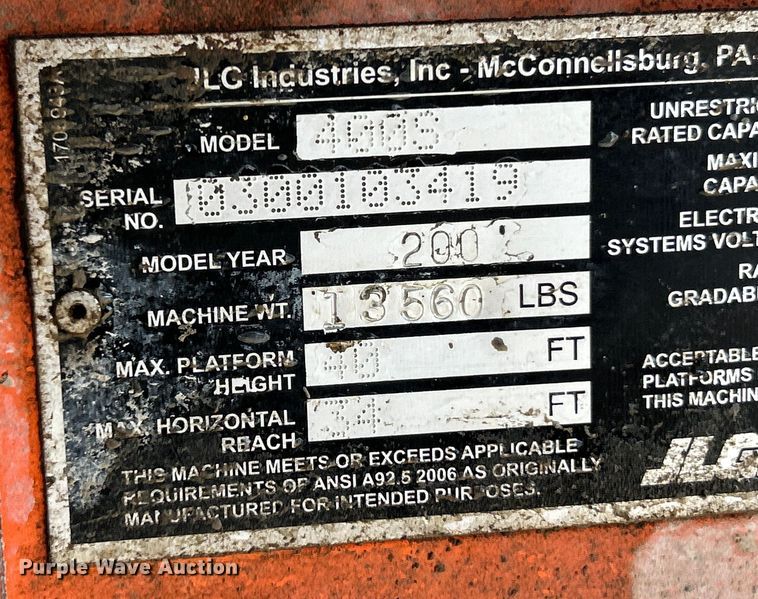 JLG Industries, Inc - McConnellsburg, PA-
MODEL 400S
SERIAL NO. 0300103419
MODEL YEAR 200
MACHINE WT. 13560 LBS
MAX. PLATFORM HEIGHT 40 FT
MAX. HORIZONTAL REACH 34 FT
THIS MACHINE MEETS OR EXCEEDS APPLICABLE
REQUIREMENTS OF ANSI A92.5 2006 AS ORIGINALLY
MANUFACTURED FOR INTENDED PURPOSES.
UNRESTRIC
RATED CAPA
MAXI
CAPA
ELECTR
SYSTEMS VOLT
RA
GRADAB
ACCEPTABLE
PLATFORMS
THIS MACHIN
JLG
Purple Wave Auction